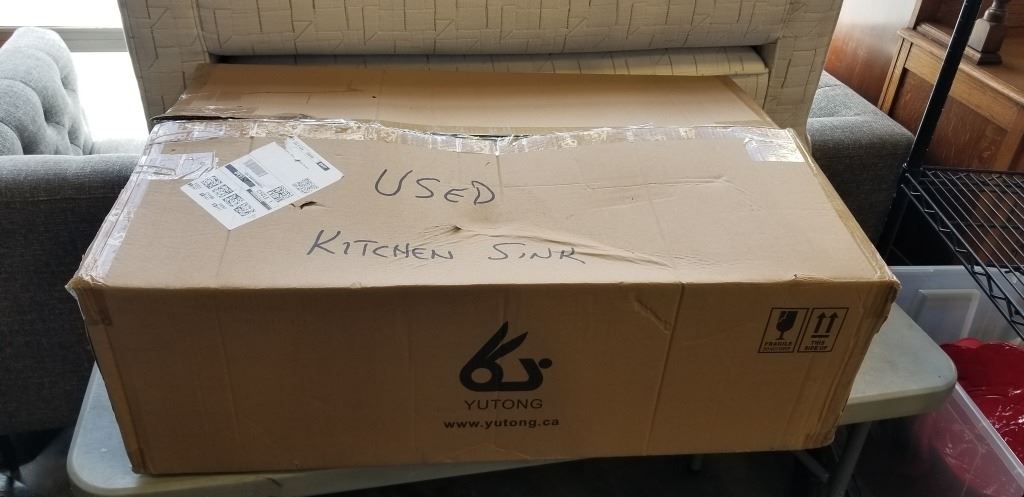 USED
KITCHEN SINK
FRAGILE
THIS
SIDE UP
YUTONG
www.yutong.ca